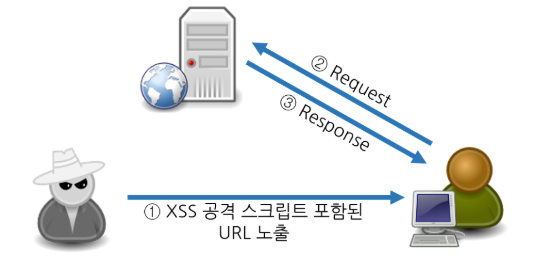 ② Request
③ Response
① XSS 공격 스크립트 포함된
URL 노출